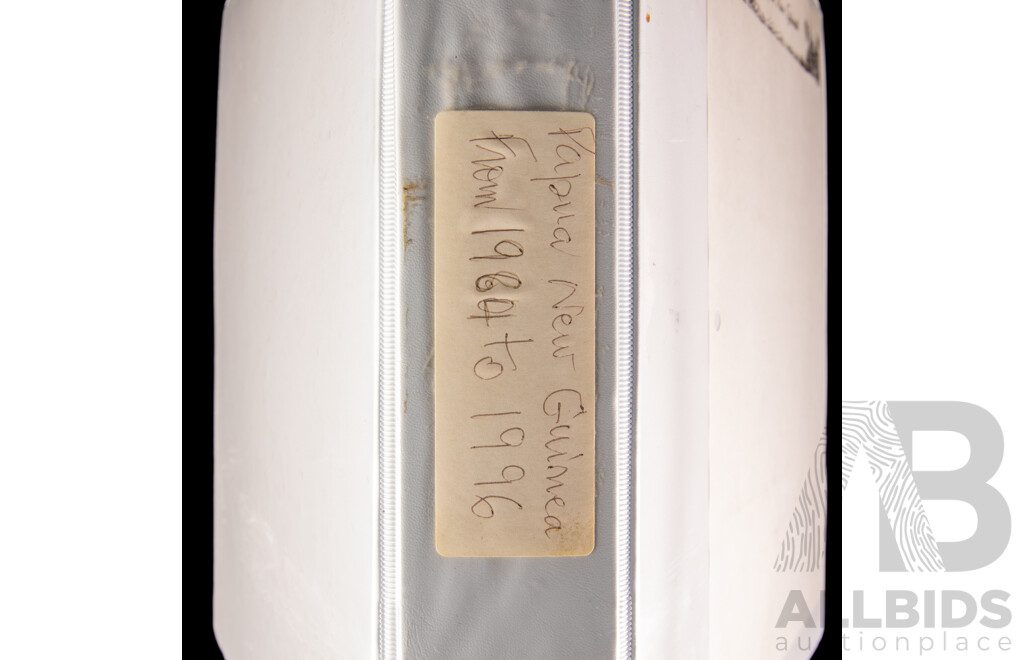 Papua New Guinea
From 1984 to 1996
ALLBIDS
auctionplace